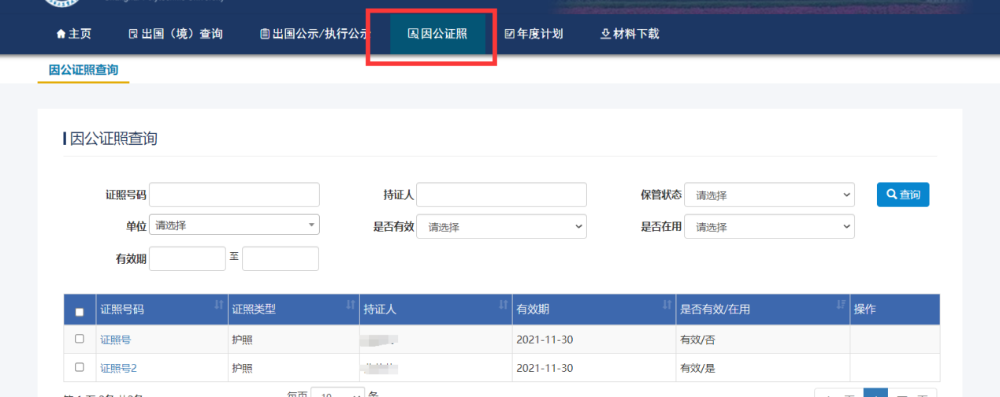 主页 出国（境）查询 出国公示/执行公示 因公证照 年度计划 材料下载
因公证照查询
因公证照查询
证照号码 持证人 保管状态 请选择 查询
单位 请选择 是否有效 请选择 是否在用 请选择
有效期 至
证照号码 证照类型 持证人 有效期 是否有效/在用 操作
证照号 护照 2021-11-30 有效/否
证照号2 护照 2021-11-30 有效/是
每页 10 条